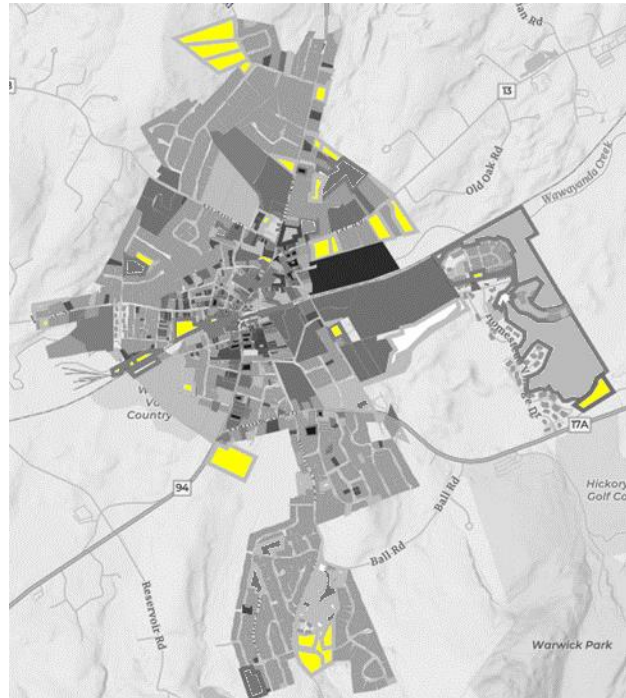 an Rd
13
Old Oak Rd
Wawayanda Creek
Country
17A
94
Hickory
Golf Co
Ball Rd
Ball Rd
Reservoir Rd
Warwick Park